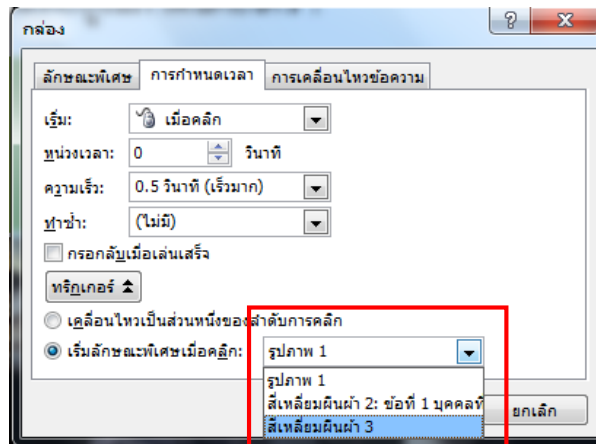 กล่อง
ลักษณะพิเศษ การกำหนดเวลา การเคลื่อนไหวข้อความ
เริ่ม: เมื่อคลิก
หน่วงเวลา: 0 วินาที
ความเร็ว: 0.5 วินาที (เร็วมาก)
ทำซ้ำ: (ไม่มี)
กรอกลับเมื่อเล่นเสร็จ
ทริกเกอร์
เคลื่อนไหวเป็นส่วนหนึ่งของลำดับการคลิก
เริ่มลักษณะพิเศษเมื่อคลิก: รูปภาพ 1
รูปภาพ 1
สี่เหลี่ยมผืนผ้า 2: ข้อที่ 1 บุคคลที่
สี่เหลี่ยมผืนผ้า 3
ยกเลิก